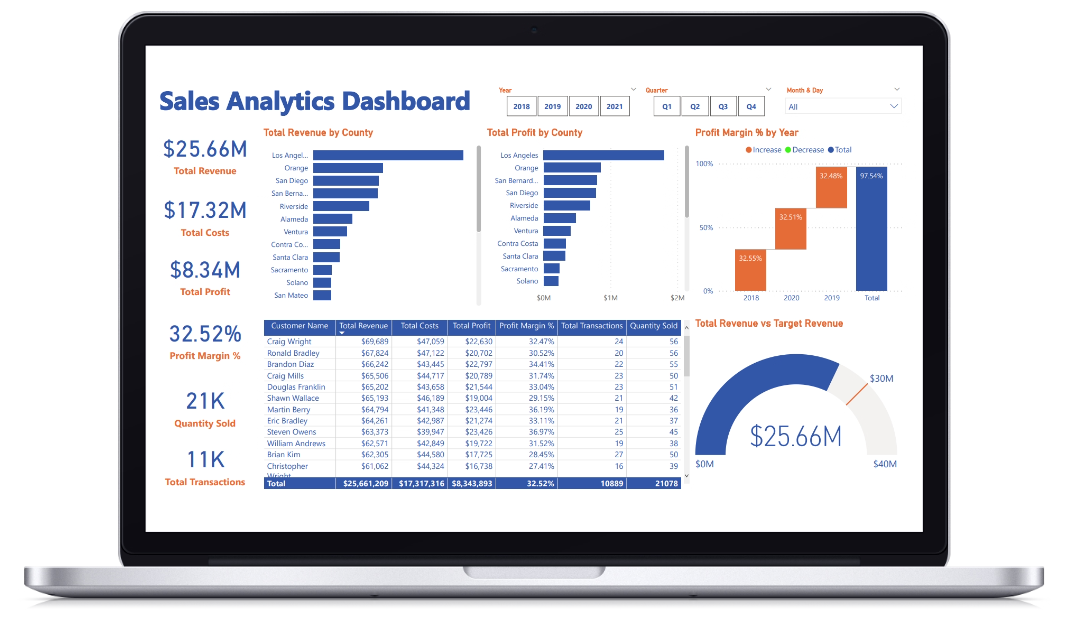 Sales Analytics Dashboard
Year
2018 2019 2020 2021
Quarter
Q1 Q2 Q3 Q4
Month & Day
All
$25.66M
Total Revenue
$17.32M
Total Costs
$8.34M
Total Profit
32.52%
Profit Margin %
21K
Quantity Sold
11K
Total Transactions
Total Revenue by County
Los Angel...
Orange
San Diego
San Berna...
Riverside
Alameda
Ventura
Contra Co...
Santa Clara
Sacramento
Solano
San Mateo
Total Profit by County
Los Angeles
Orange
San Bernard...
San Diego
Riverside
Alameda
Ventura
Contra Costa
Santa Clara
Sacramento
Solano
$0M $1M $2M
Profit Margin % by Year
Increase Decrease Total
100%
50%
0%
32.55% 32.51% 32.48% 97.54%
2018 2020 2019 Total
Customer Name Total Revenue Total Costs Total Profit Profit Margin % Total Transactions Quantity Sold
Craig Wright $69,689 $47,059 $22,630 32.47% 24 56
Ronald Bradley $67,824 $47,122 $20,702 30.52% 20 56
Brandon Diaz $66,242 $43,445 $22,797 34.41% 22 55
Craig Mills $65,506 $44,717 $20,789 31.74% 23 50
Douglas Franklin $65,202 $43,658 $21,544 33.04% 23 51
Shawn Wallace $65,193 $46,189 $19,004 29.15% 21 42
Martin Berry $64,794 $41,348 $23,446 36.19% 19 36
Eric Bradley $64,261 $42,987 $21,274 33.11% 21 37
Steven Owens $63,373 $39,947 $23,426 36.97% 25 45
William Andrews $62,571 $42,849 $19,722 31.52% 19 38
Brian Kim $62,305 $44,580 $17,725 28.45% 27 50
Christopher $61,062 $44,324 $16,738 27.41% 16 39
Wright
Total $25,661,209 $17,317,316 $8,343,893 32.52% 10889 21078
Total Revenue vs Target Revenue
$30M
$25.66M
$0M $40M